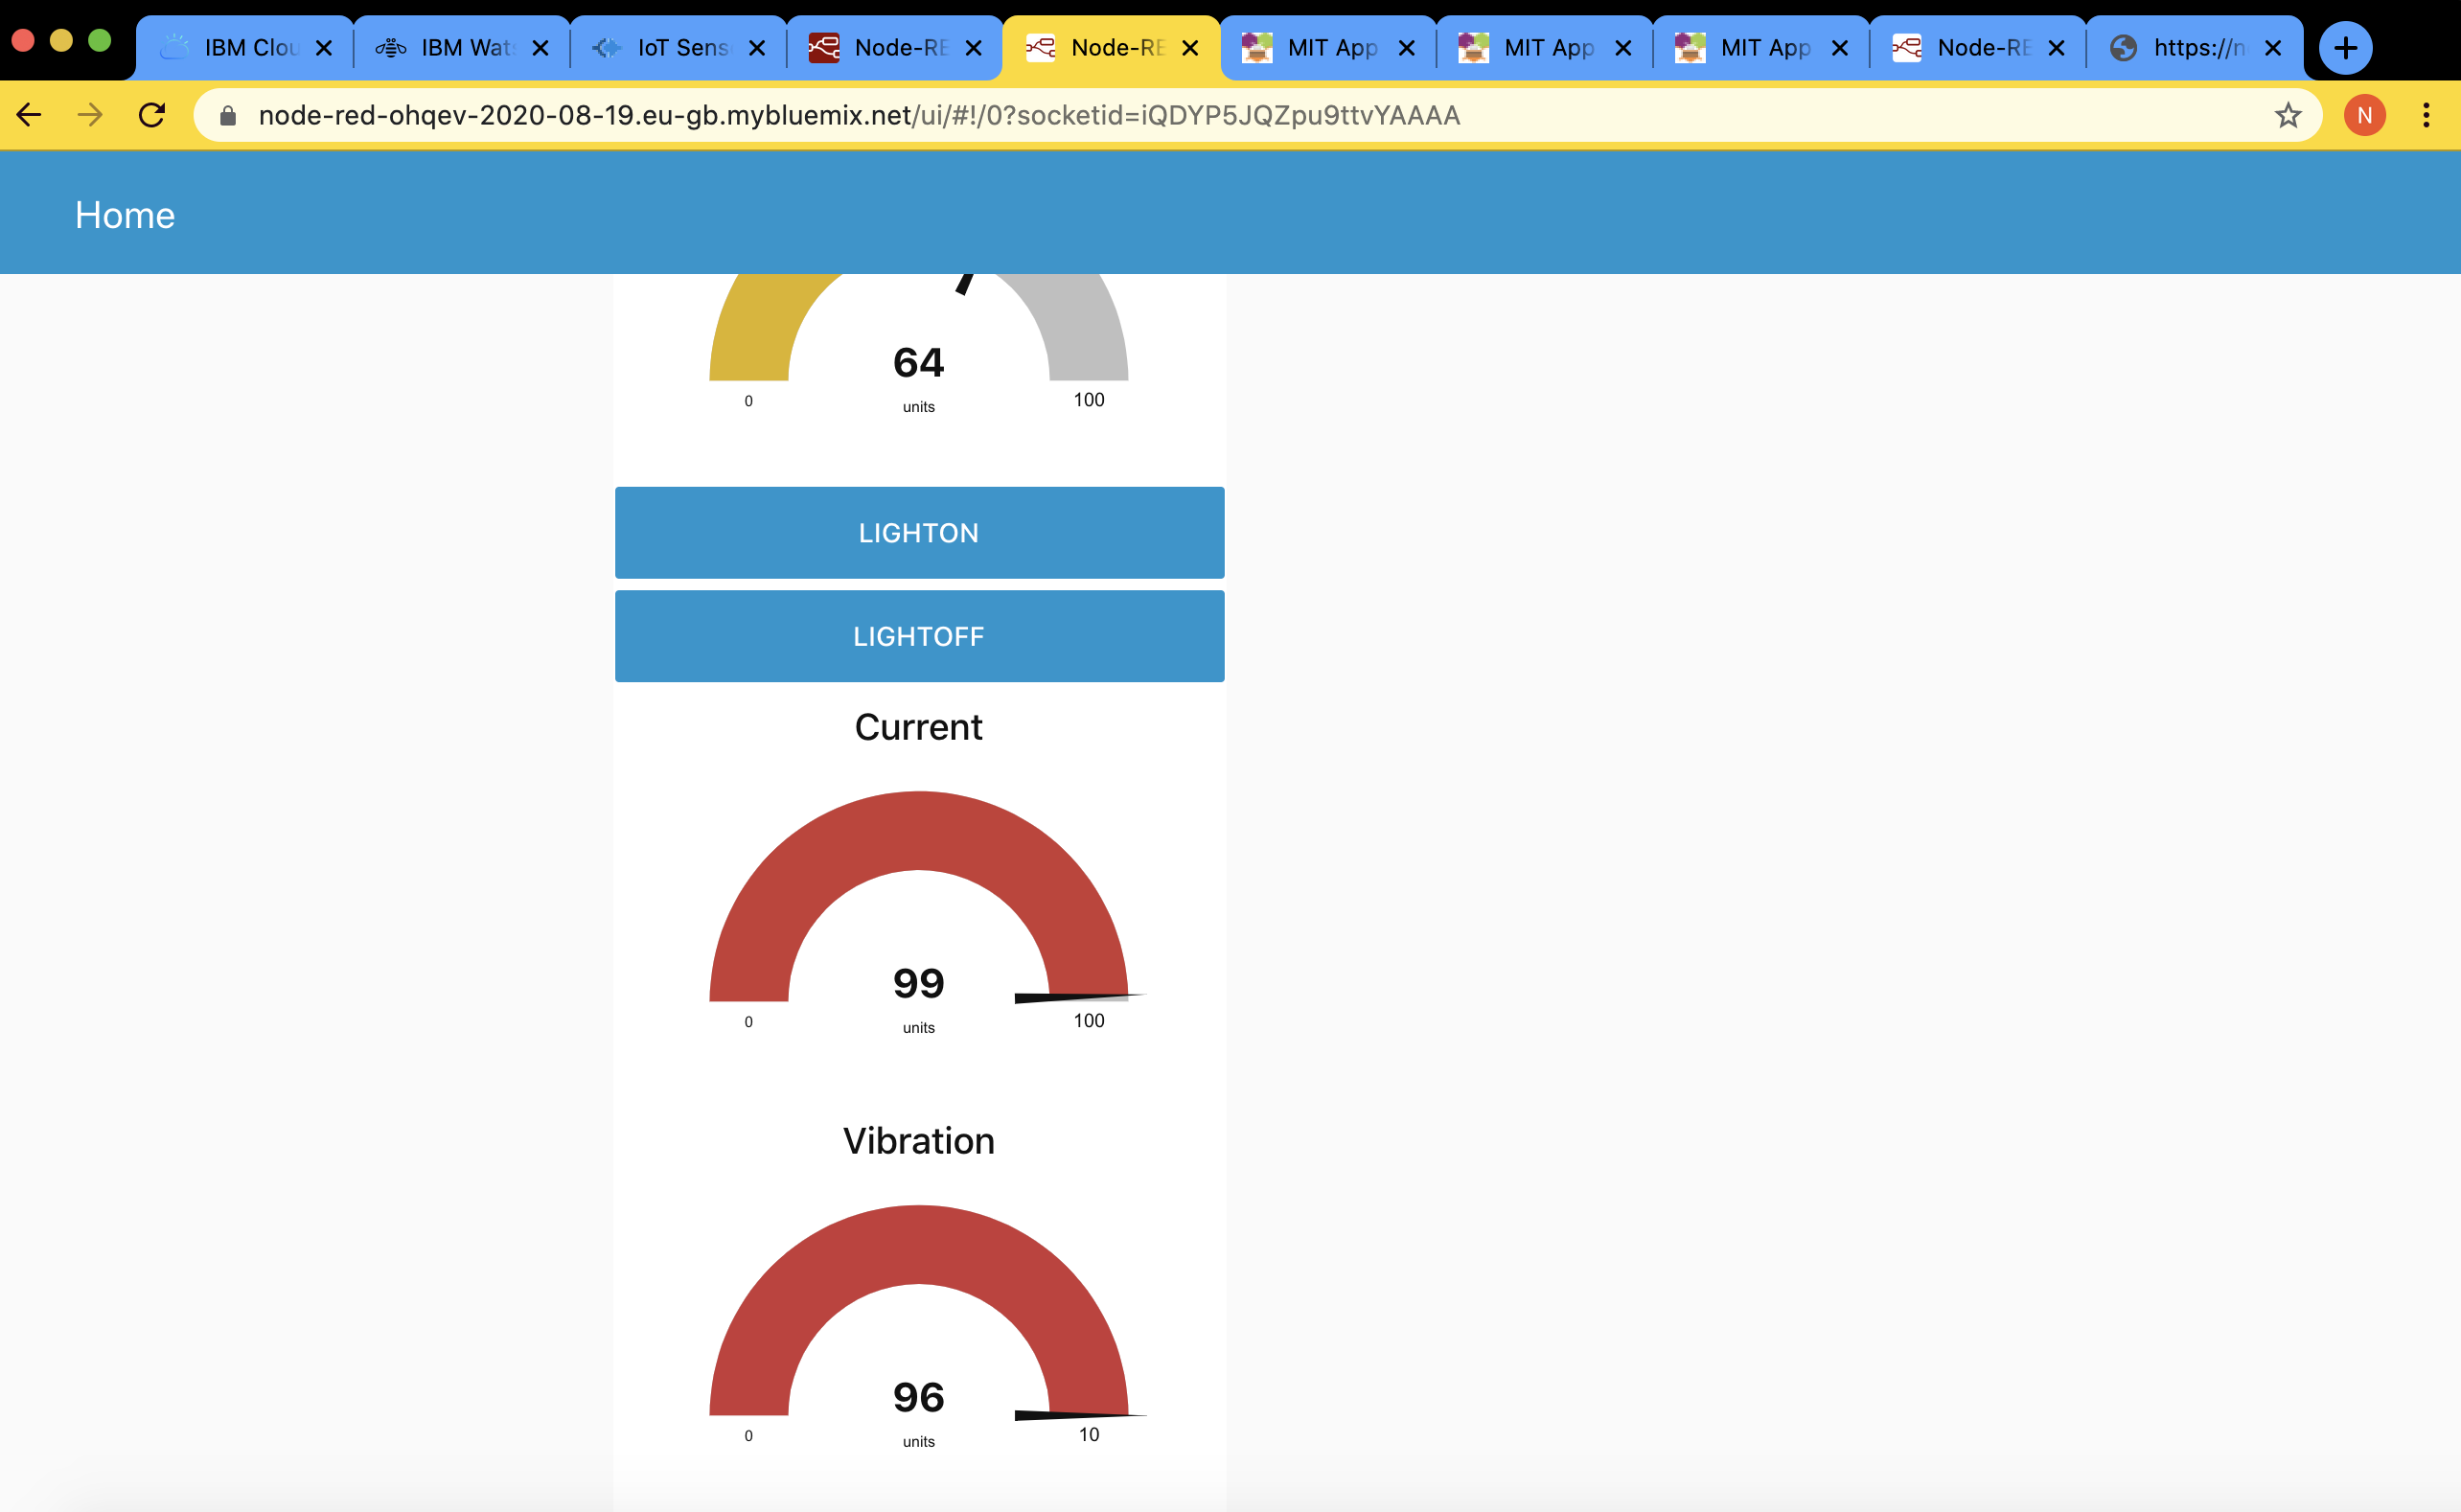 IBM Clou IBM Wat IoT Sens Node-RE Node-RE MIT App MIT App MIT App Node-RE https://n
node-red-ohqev-2020-08-19.eu-gb.mybluemix.net/ui/#!/0?socketid=iQDYP5JQZpu9ttvYAAAA
N
Home
64
0 units 100
LIGHTON
LIGHTOFF
Current
99
0 units 100
Vibration
96
0 units 10